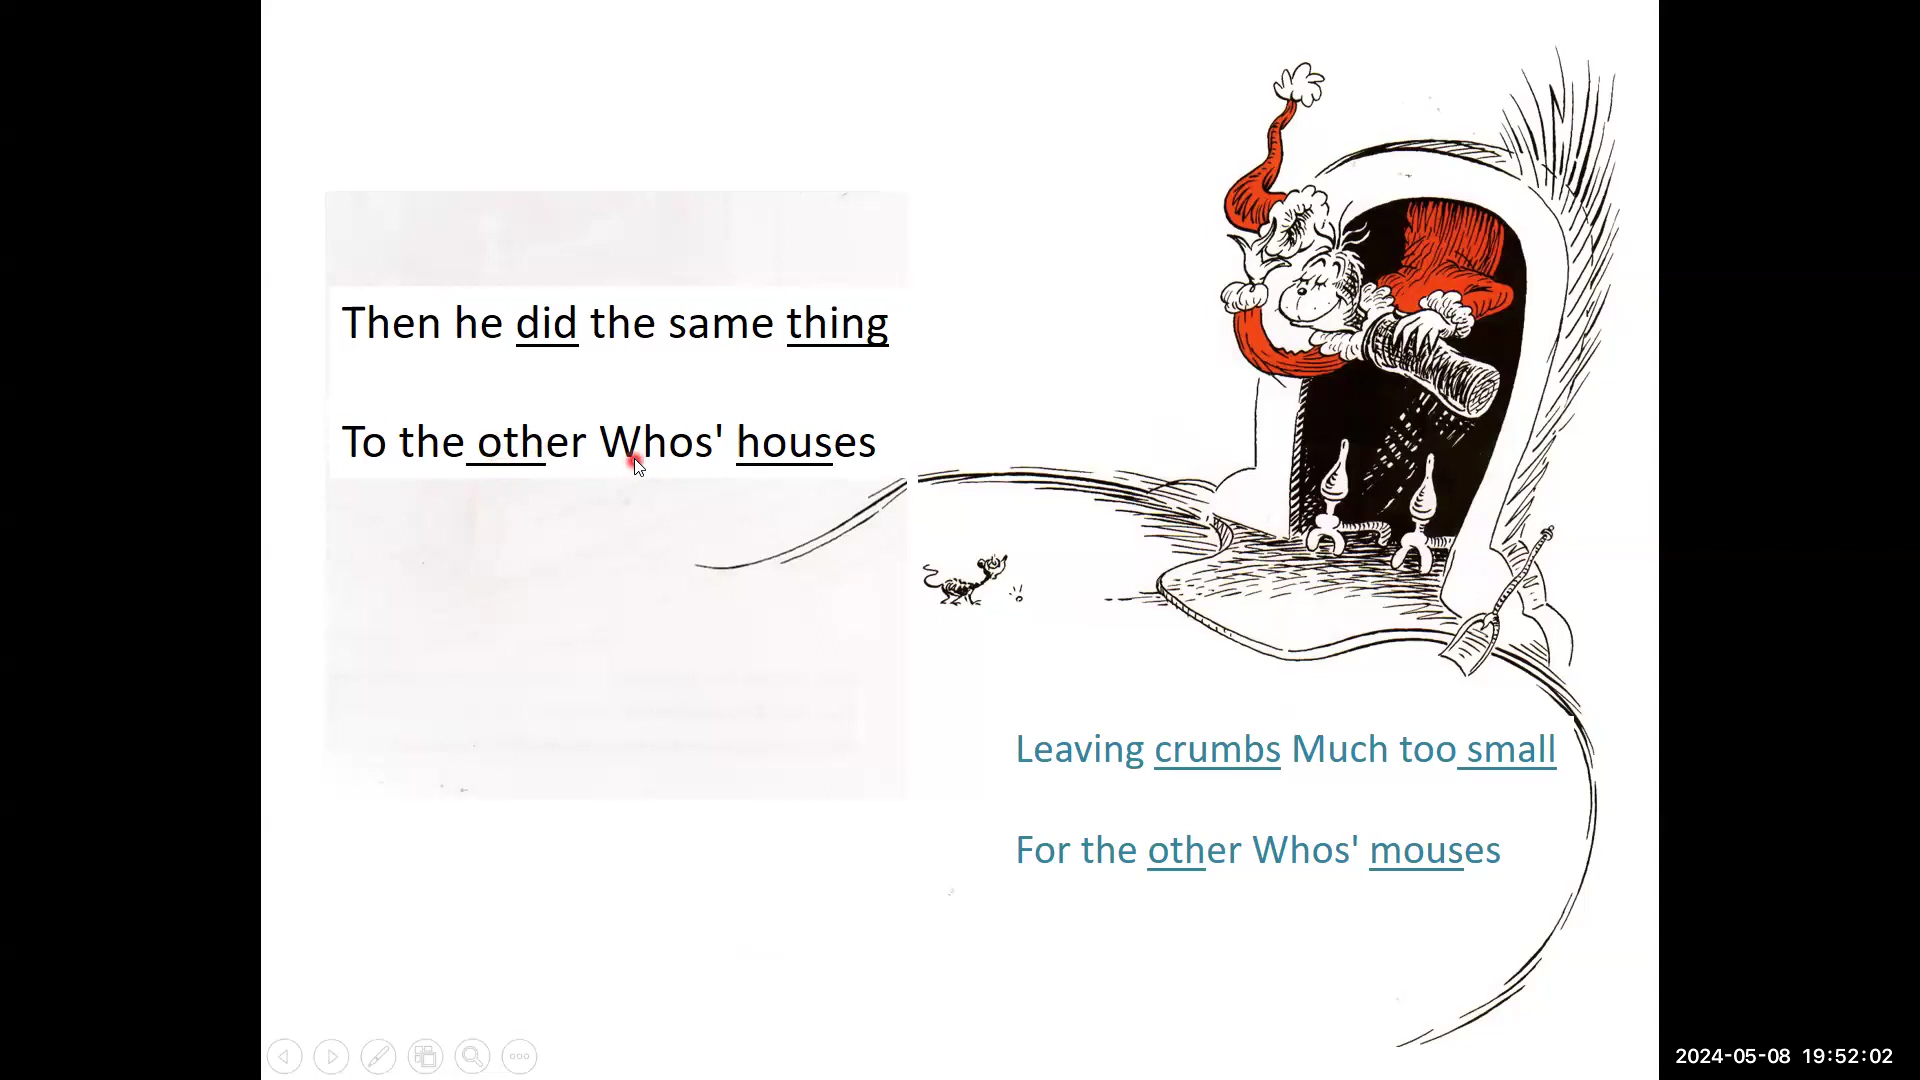 Then he did the same thing
To the other Whos' houses
Leaving crumbs Much too small
For the other Whos' mouses
2024-05-08 19:52:02